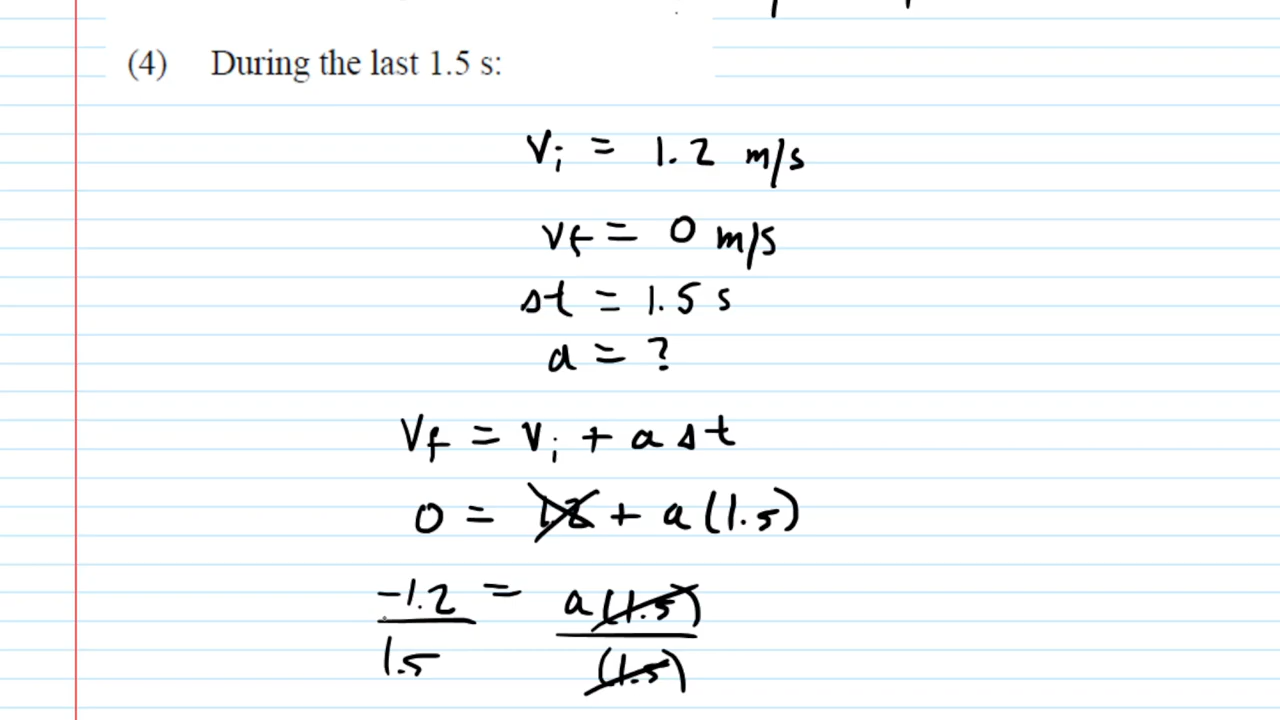 (4) During the last 1.5 s:
vi = 1.2 m/s
vf = 0 m/s
Δt = 1.5 s
a = ?
vf = vi + a Δt
0 = 1.2 + a(1.5)
-1.2 = a(1.5)
1.5 (1.5)